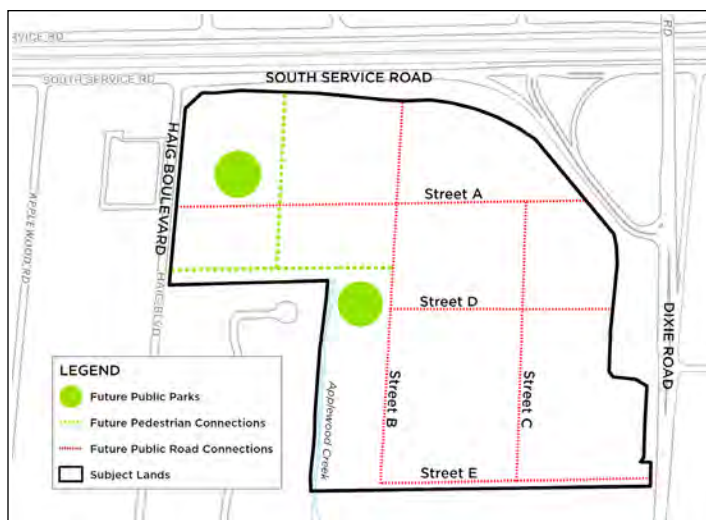 RVICE RD
RD
SOUTH SERVICE RD
SOUTH SERVICE ROAD
HAIG BOULEVARD
APPLEWOOD RD
HAIG BLVD
Street A
Street D
Street B
Street C
Street E
DIXIE ROAD
Applewood Creek
LEGEND
Future Public Parks
Future Pedestrian Connections
Future Public Road Connections
Subject Lands